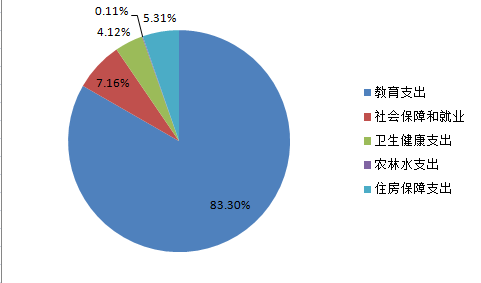 0.11%
5.31%
4.12%
7.16%
83.30%
教育支出
社会保障和就业
卫生健康支出
农林水支出
住房保障支出